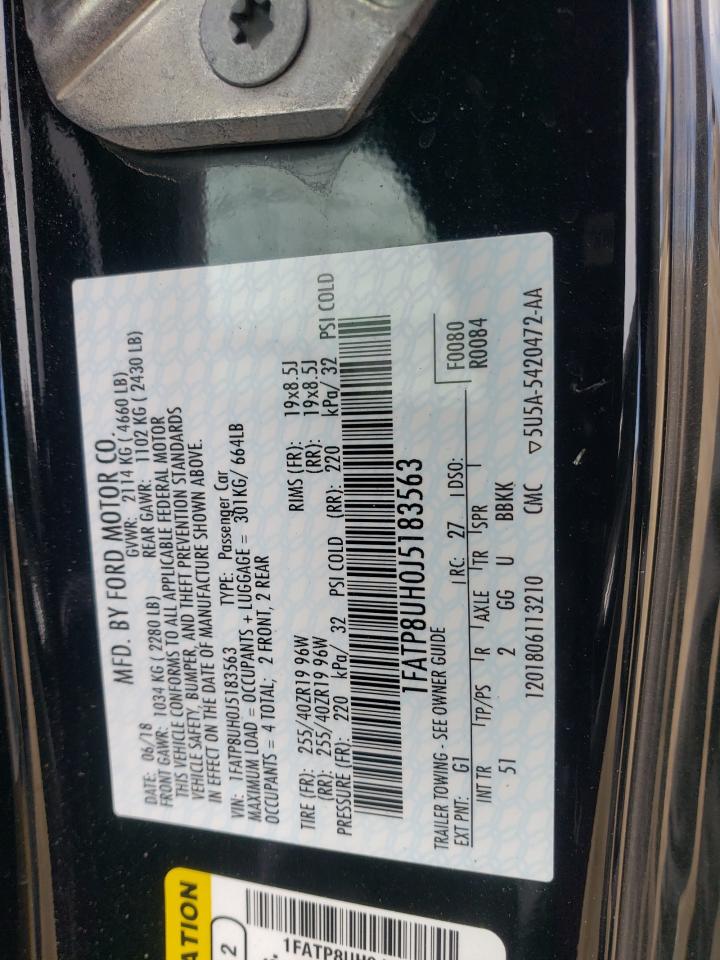 MFD. BY FORD MOTOR CO.
DATE: 06/18 GVWR: 2114 KG ( 4660 LB)
FRONT GAWR: 1034 KG ( 2280 LB) REAR GAWR: 1102 KG ( 2430 LB)
THIS VEHICLE CONFORMS TO ALL APPLICABLE FEDERAL MOTOR
VEHICLE SAFETY, BUMPER, AND THEFT PREVENTION STANDARDS
IN EFFECT ON THE DATE OF MANUFACTURE SHOWN ABOVE.
VIN: 1FATP8UH0J5183563 TYPE: Passenger Car
MAXIMUM LOAD = OCCUPANTS + LUGGAGE = 301KG/ 664LB
OCCUPANTS = 4 TOTAL; 2 FRONT, 2 REAR
TIRE (FR): 255/40ZR19 96W RIMS (FR): 19x8.5J
(RR): 255/40ZR19 96W (RR): 19x8.5J
PRESSURE (FR): 220 kPa/ 32 PSI COLD (RR): 220 kPa/ 32 PSI COLD
1FATP8UH0J5183563
TRAILER TOWING - SEE OWNER GUIDE F0080
EXT PNT: G1 RC: 27 DSO: R0084
INT TR TP/PS R AXLE TR SPR
51 2 GG U BBKK
1201806113210 CMC ▽5U5A-5420472-AA
ATION
2
1FATP8UH0